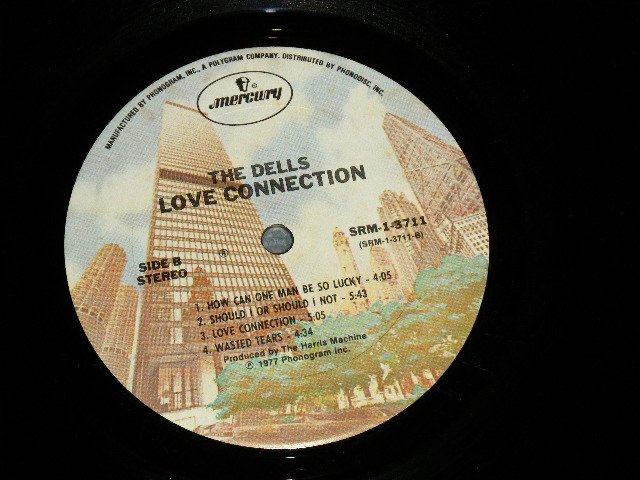 MANUFACTURED BY PHONOGRAM, INC., A POLYGRAM COMPANY. DISTRIBUTED BY PHONODISC, INC.
mercury
THE DELLS
LOVE CONNECTION
SRM-1-3711
(SRM-1-3711-B)
SIDE B
STEREO
℗
1. HOW CAN ONE MAN BE SO LUCKY - 4:05
2. SHOULD I OR SHOULD I NOT - 5:43
3. LOVE CONNECTION - 5:05
4. WASTED TEARS - 4:34
Produced by The Harris Machine
℗ 1977 Phonogram Inc.